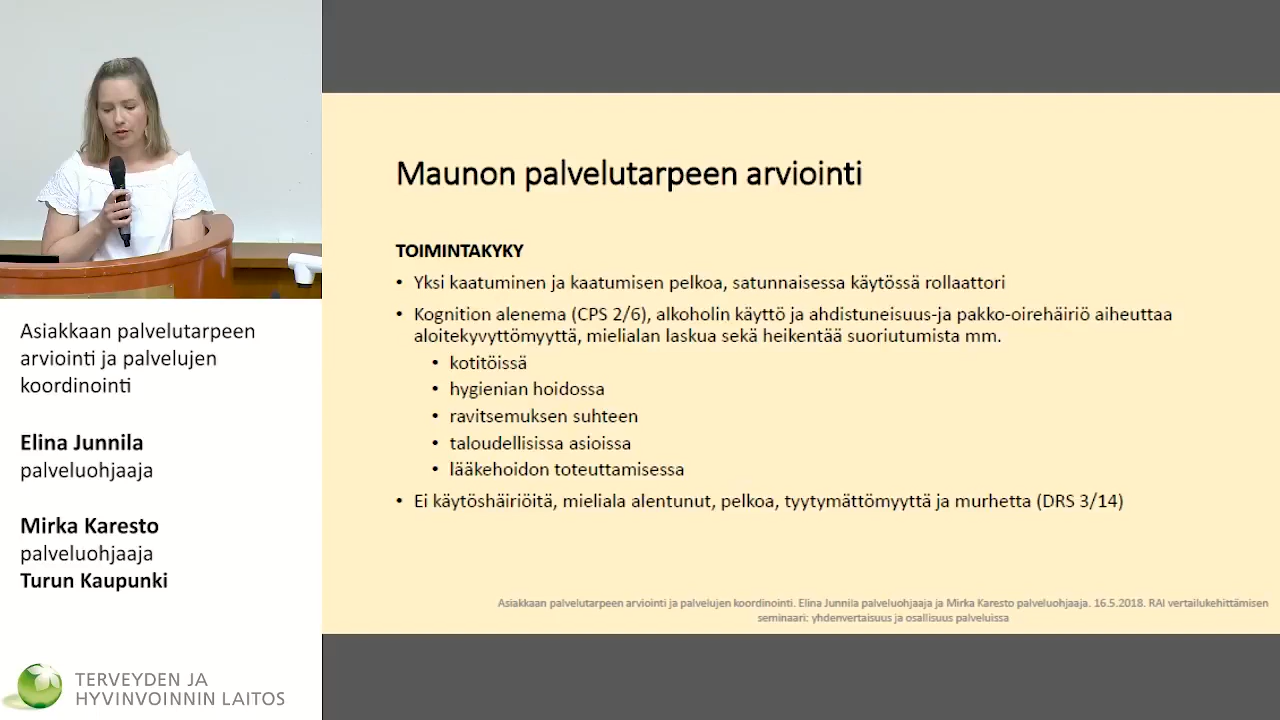 Asiakkaan palvelutarpeen
arviointi ja palvelujen
koordinointi
Elina Junnila
palveluohjaaja
Mirka Karesto
palveluohjaaja
Turun Kaupunki
TERVEYDEN JA
HYVINVOINNIN LAITOS
Maunon palvelutarpeen arviointi
TOIMINTAKYKY
• Yksi kaatuminen ja kaatumisen pelkoa, satunnaisessa käytössä rollaattori
• Kognition alenema (CPS 2/6), alkoholin käyttö ja ahdistuneisuus-ja pakko-oirehäiriö aiheuttaa
aloitekyvyttömyyttä, mielialan laskua sekä heikentää suoriutumista mm.
• kotitöissä
• hygienian hoidossa
• ravitsemuksen suhteen
• taloudellisissa asioissa
• lääkehoidon toteuttamisessa
• Ei käytöshäiriöitä, mieliala alentunut, pelkoa, tyytymättömyyttä ja murhetta (DRS 3/14)
Asiakkaan palvelutarpeen arviointi ja palvelujen koordinointi. Elina Junnila palveluohjaaja ja Mirka Karesto palveluohjaaja. 16.5.2018. RAI vertailukehittämisen
seminaari: yhdenvertaisuus ja osallisuus palveluissa